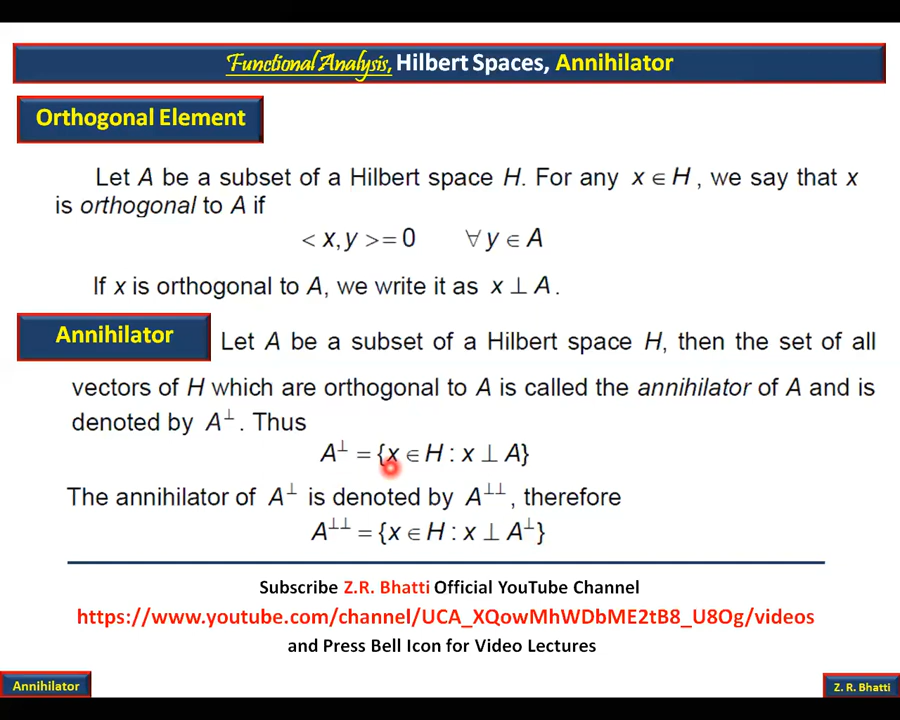 Functional Analysis, Hilbert Spaces, Annihilator
Orthogonal Element
Let A be a subset of a Hilbert space H. For any x ∈ H , we say that x
is orthogonal to A if
< x, y >= 0 ∀ y ∈ A
If x is orthogonal to A, we write it as x ⊥ A .
Annihilator
Let A be a subset of a Hilbert space H, then the set of all
vectors of H which are orthogonal to A is called the annihilator of A and is
denoted by A⊥ . Thus
A⊥ = {x ∈ H : x ⊥ A}
The annihilator of A⊥ is denoted by A⊥⊥ , therefore
A⊥⊥ = {x ∈ H : x ⊥ A⊥}
Subscribe Z.R. Bhatti Official YouTube Channel
https://www.youtube.com/channel/UCA_XQowMhWDbME2tB8_U8Og/videos
and Press Bell Icon for Video Lectures
Annihilator
Z. R. Bhatti